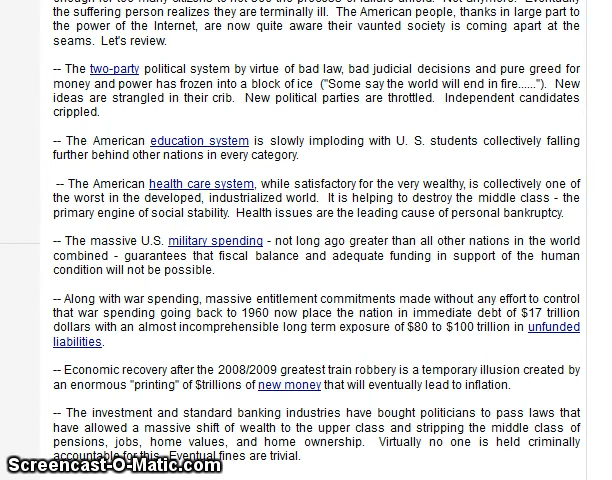 the suffering person realizes they are terminally ill.  The American people, thanks in large part to
the power of the Internet, are now quite aware their vaunted society is coming apart at the
seams.  Let's review.
-- The two-party political system by virtue of bad law, bad judicial decisions and pure greed for
money and power has frozen into a block of ice  ("Some say the world will end in fire......").  New
ideas are strangled in their crib.  New political parties are throttled.  Independent candidates
crippled.
-- The American education system is slowly imploding with U. S. students collectively falling
further behind other nations in every category.
-- The American health care system, while satisfactory for the very wealthy, is collectively one of
the worst in the developed, industrialized world.  It is helping to destroy the middle class - the
primary engine of social stability.  Health issues are the leading cause of personal bankruptcy.
-- The massive U.S. military spending - not long ago greater than all other nations in the world
combined - guarantees that fiscal balance and adequate funding in support of the human
condition will not be possible.
-- Along with war spending, massive entitlement commitments made without any effort to control
that war spending going back to 1960 now place the nation in immediate debt of $17 trillion
dollars with an almost incomprehensible long term exposure of $80 to $100 trillion in unfunded
liabilities.
-- Economic recovery after the 2008/2009 greatest train robbery is a temporary illusion created by
an enormous "printing" of $trillions of new money that will eventually lead to inflation.
-- The investment and standard banking industries have bought politicians to pass laws that
have allowed a massive shift of wealth to the upper class and stripping the middle class of
pensions, jobs, home values, and home ownership.  Virtually no one is held criminally
accountable for this.  Eventual fines are trivial.
Screencast-O-Matic.com